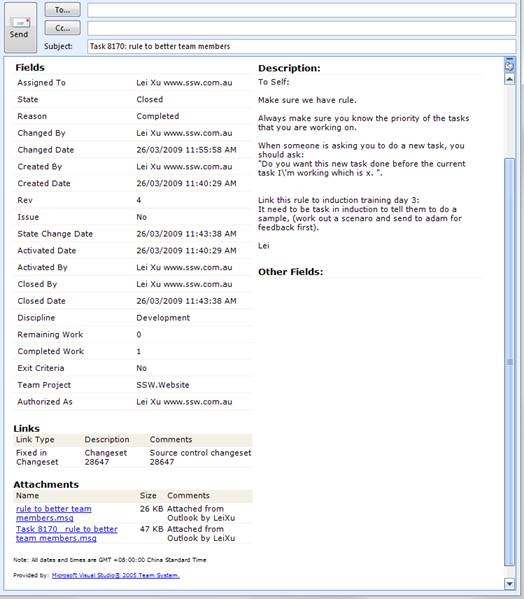 To...
Send
Cc...
Subject: Task 8170: rule to better team members
Fields
Assigned To Lei Xu www.ssw.com.au
State Closed
Reason Completed
Changed By Lei Xu www.ssw.com.au
Changed Date 26/03/2009 11:55:58 AM
Created By Lei Xu www.ssw.com.au
Created Date 26/03/2009 11:40:29 AM
Rev 4
Issue No
State Change Date 26/03/2009 11:43:38 AM
Activated Date 26/03/2009 11:40:29 AM
Activated By Lei Xu www.ssw.com.au
Closed By Lei Xu www.ssw.com.au
Closed Date 26/03/2009 11:43:38 AM
Discipline Development
Remaining Work 0
Completed Work 1
Exit Criteria No
Team Project SSW.Website
Authorized As Lei Xu www.ssw.com.au
Description:
To Self:
Make sure we have rule.
Always make sure you know the priority of the tasks
that you are working on.
When someone is asking you to do a new task, you
should ask:
"Do you want this new task done before the current
task I\'m working which is x. ".
Link this rule to induction training day 3:
It need to be task in induction to tell them to do a
sample, (work out a scenaro and send to adam for
feedback first).
Lei
Other Fields:
Links
Link Type Description Comments
Fixed in Changeset Source control changeset
Changeset 28647 28647
Attachments
Name Size Comments
rule to better team 26 KB Attached from
members.msg Outlook by LeiXu
Task 8170 rule to better 47 KB Attached from
team members.msg Outlook by LeiXu
Note: All dates and times are GMT +08:00:00 China Standard Time
Provided by: Microsoft Visual Studio® 2005 Team System.